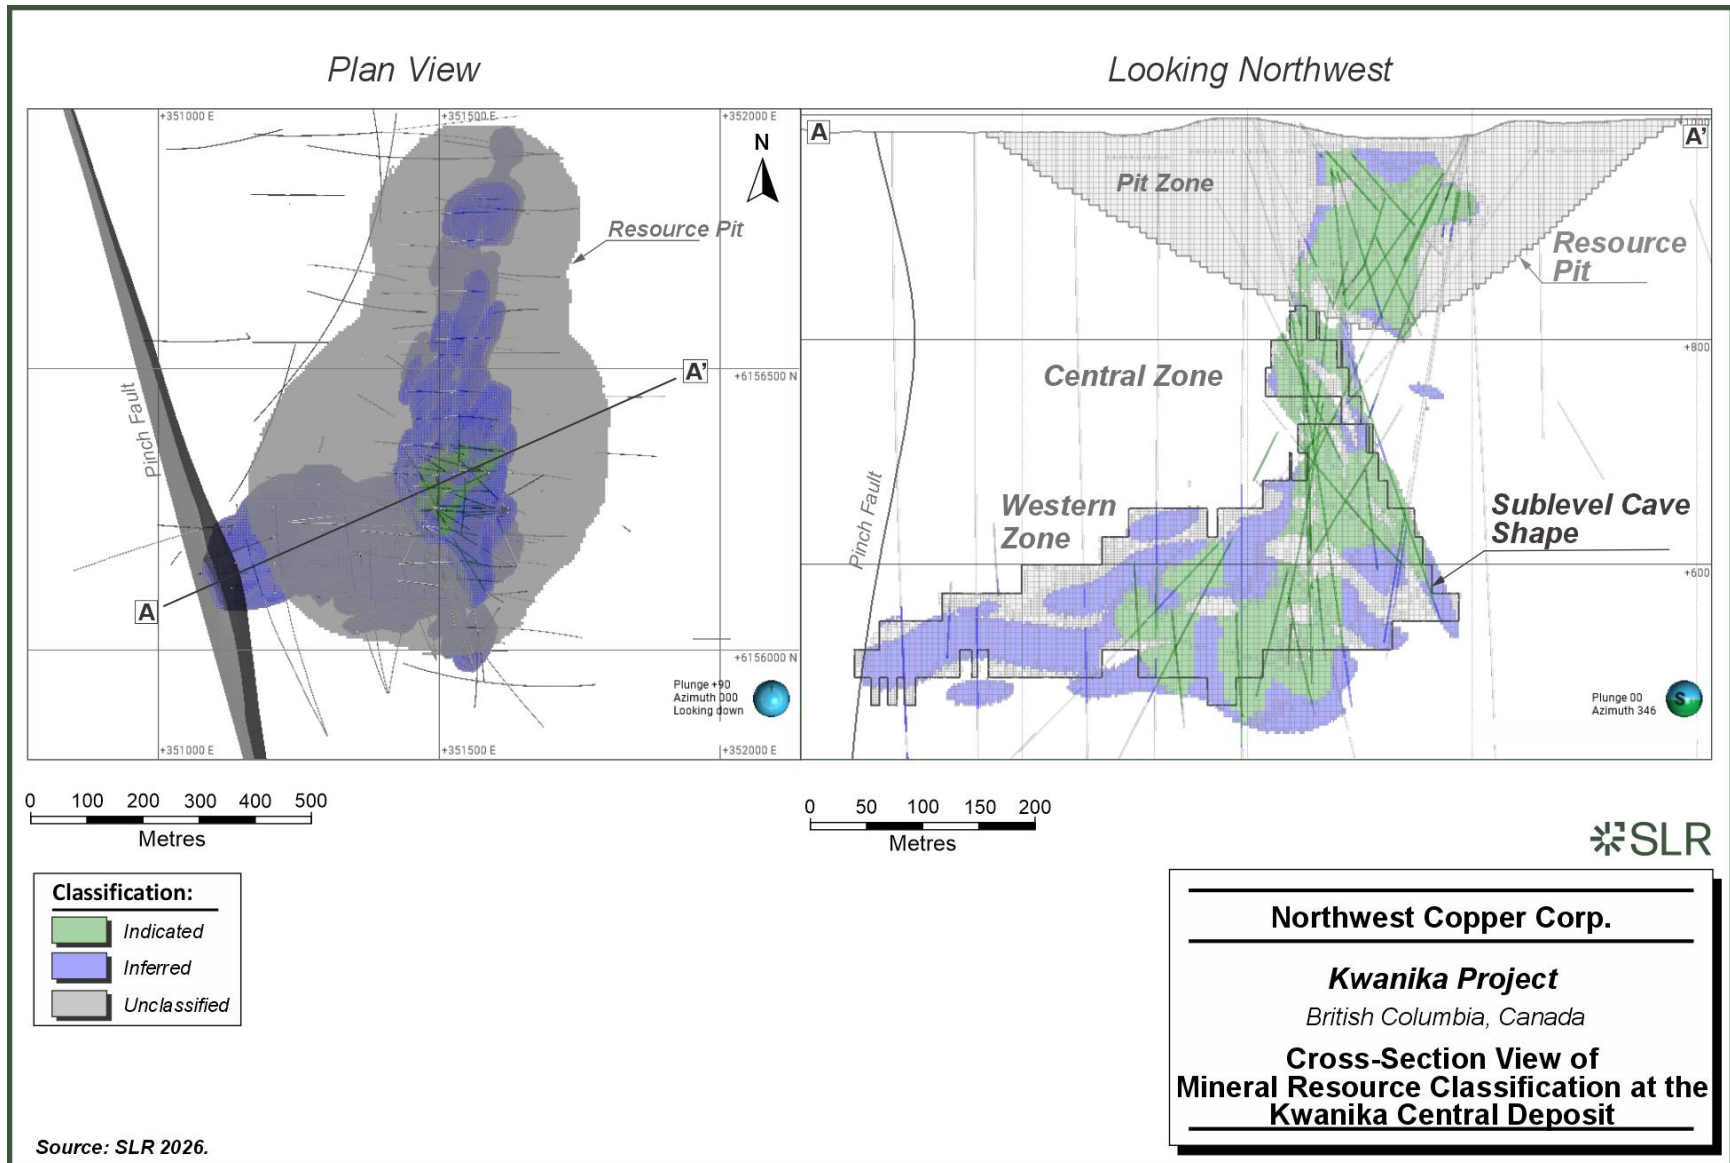 Plan View
Looking Northwest
+351000 E
+351500 E
+352000 E
N
Resource Pit
Pinch Fault
A'
+6156500 N
A
+6156000 N
Plunge +90
Azimuth 000
Looking down
+351000 E
+351500 E
+352000 E
A
A'
Pit Zone
Resource
Pit
+800
Central Zone
Western
Zone
Pinch Fault
Sublevel Cave
Shape
+600
Plunge 00
Azimuth 346
S
0 100 200 300 400 500
Metres
0 50 100 150 200
Metres
SLR
Classification:
Indicated
Inferred
Unclassified
Northwest Copper Corp.
Kwanika Project
British Columbia, Canada
Cross-Section View of
Mineral Resource Classification at the
Kwanika Central Deposit
Source: SLR 2026.